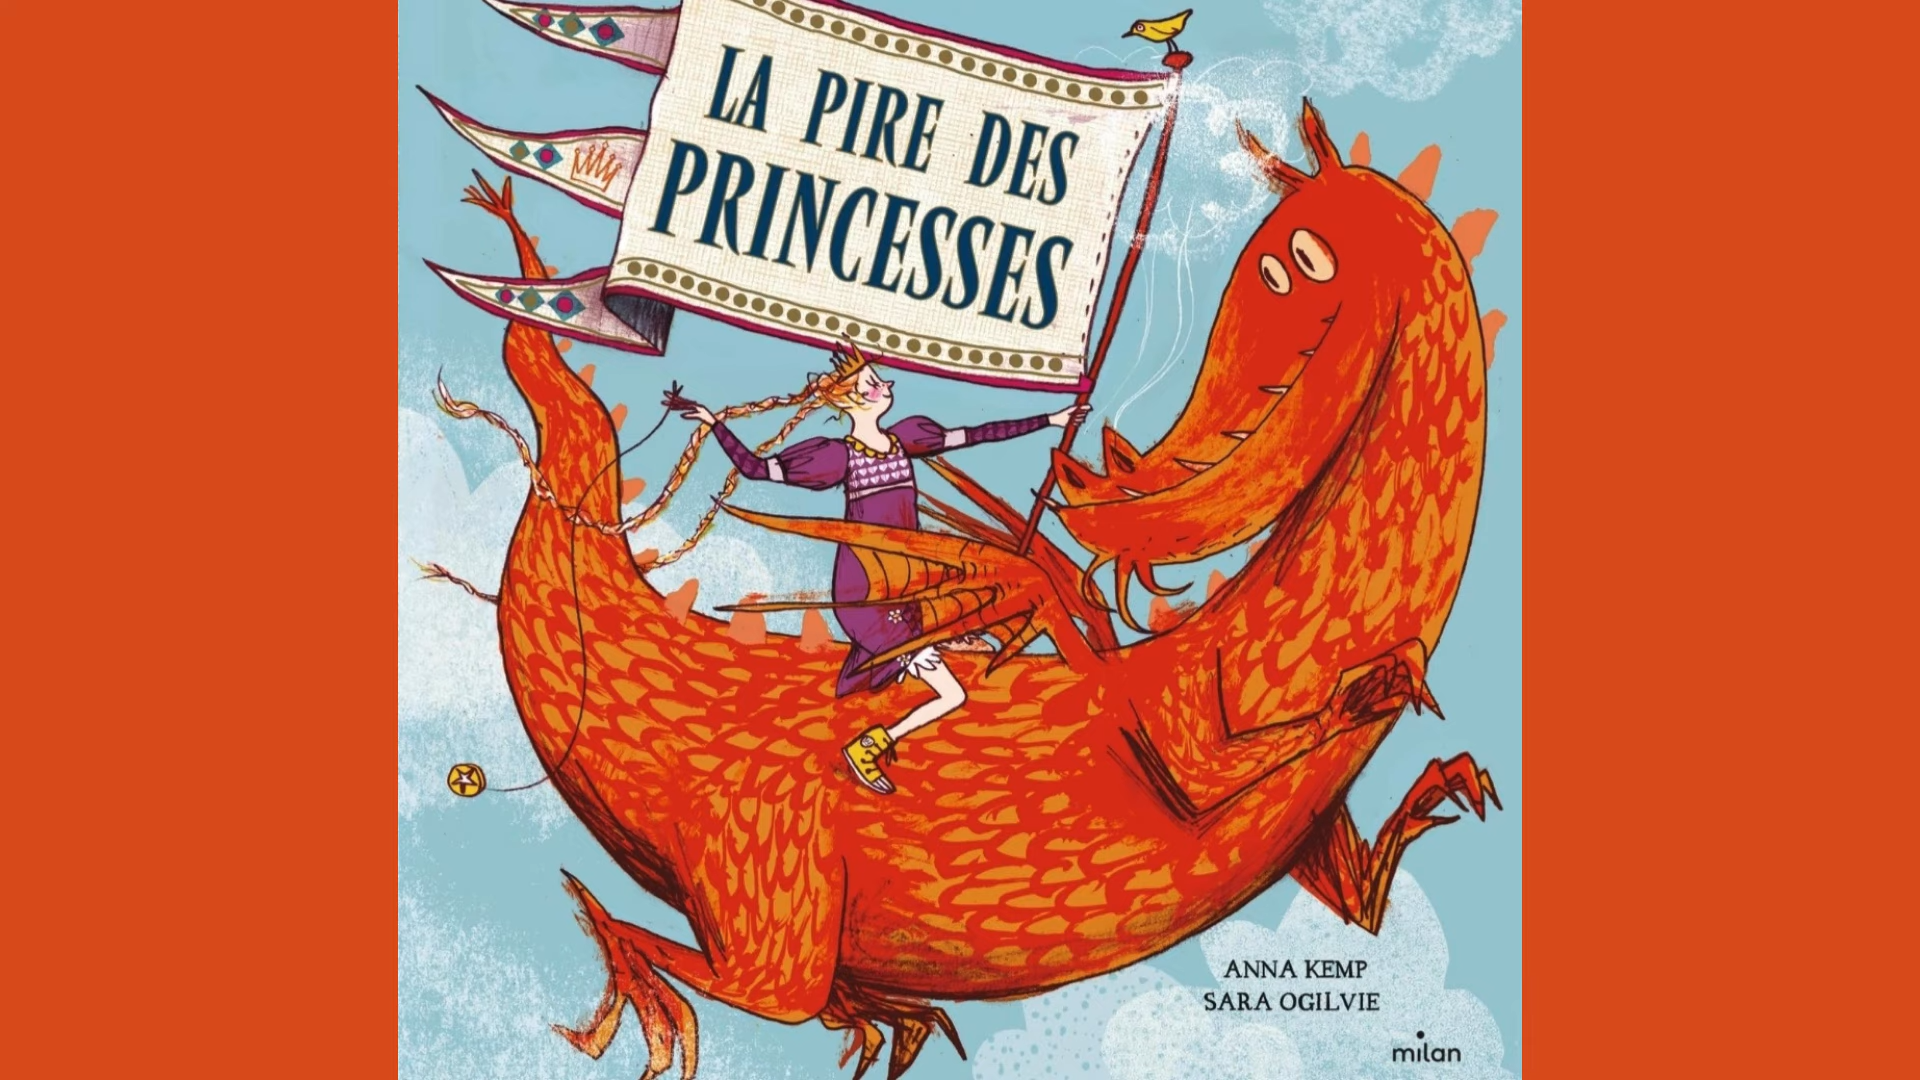 LA PIRE DES
PRINCESSES
ANNA KEMP
SARA OGILVIE
milan